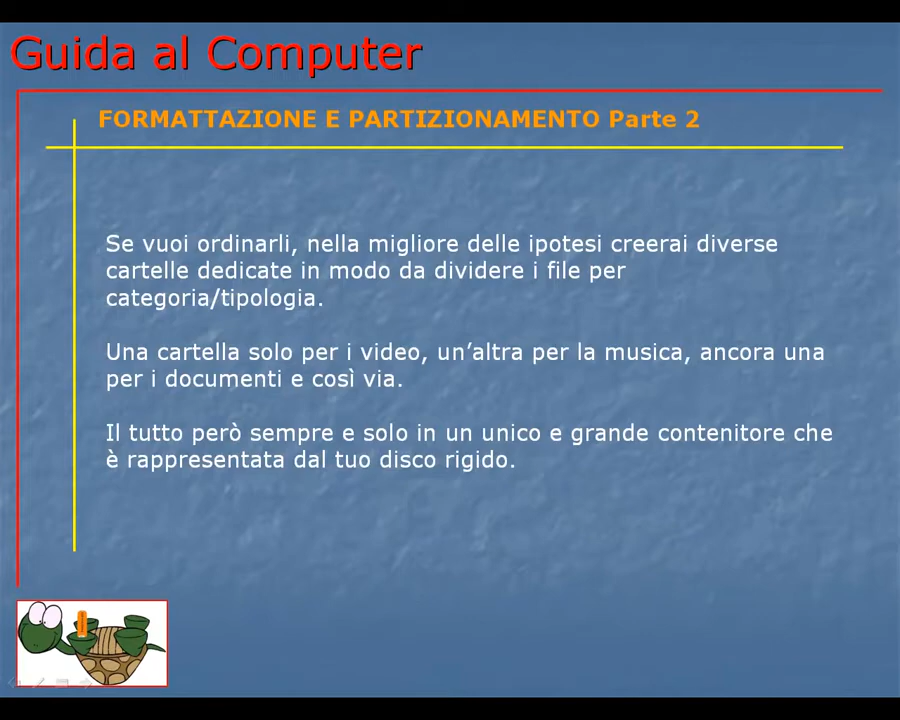 Guida al Computer
FORMATTAZIONE E PARTIZIONAMENTO Parte 2
Se vuoi ordinarli, nella migliore delle ipotesi creerai diverse
cartelle dedicate in modo da dividere i file per
categoria/tipologia.
Una cartella solo per i video, un’altra per la musica, ancora una
per i documenti e così via.
Il tutto però sempre e solo in un unico e grande contenitore che
è rappresentata dal tuo disco rigido.